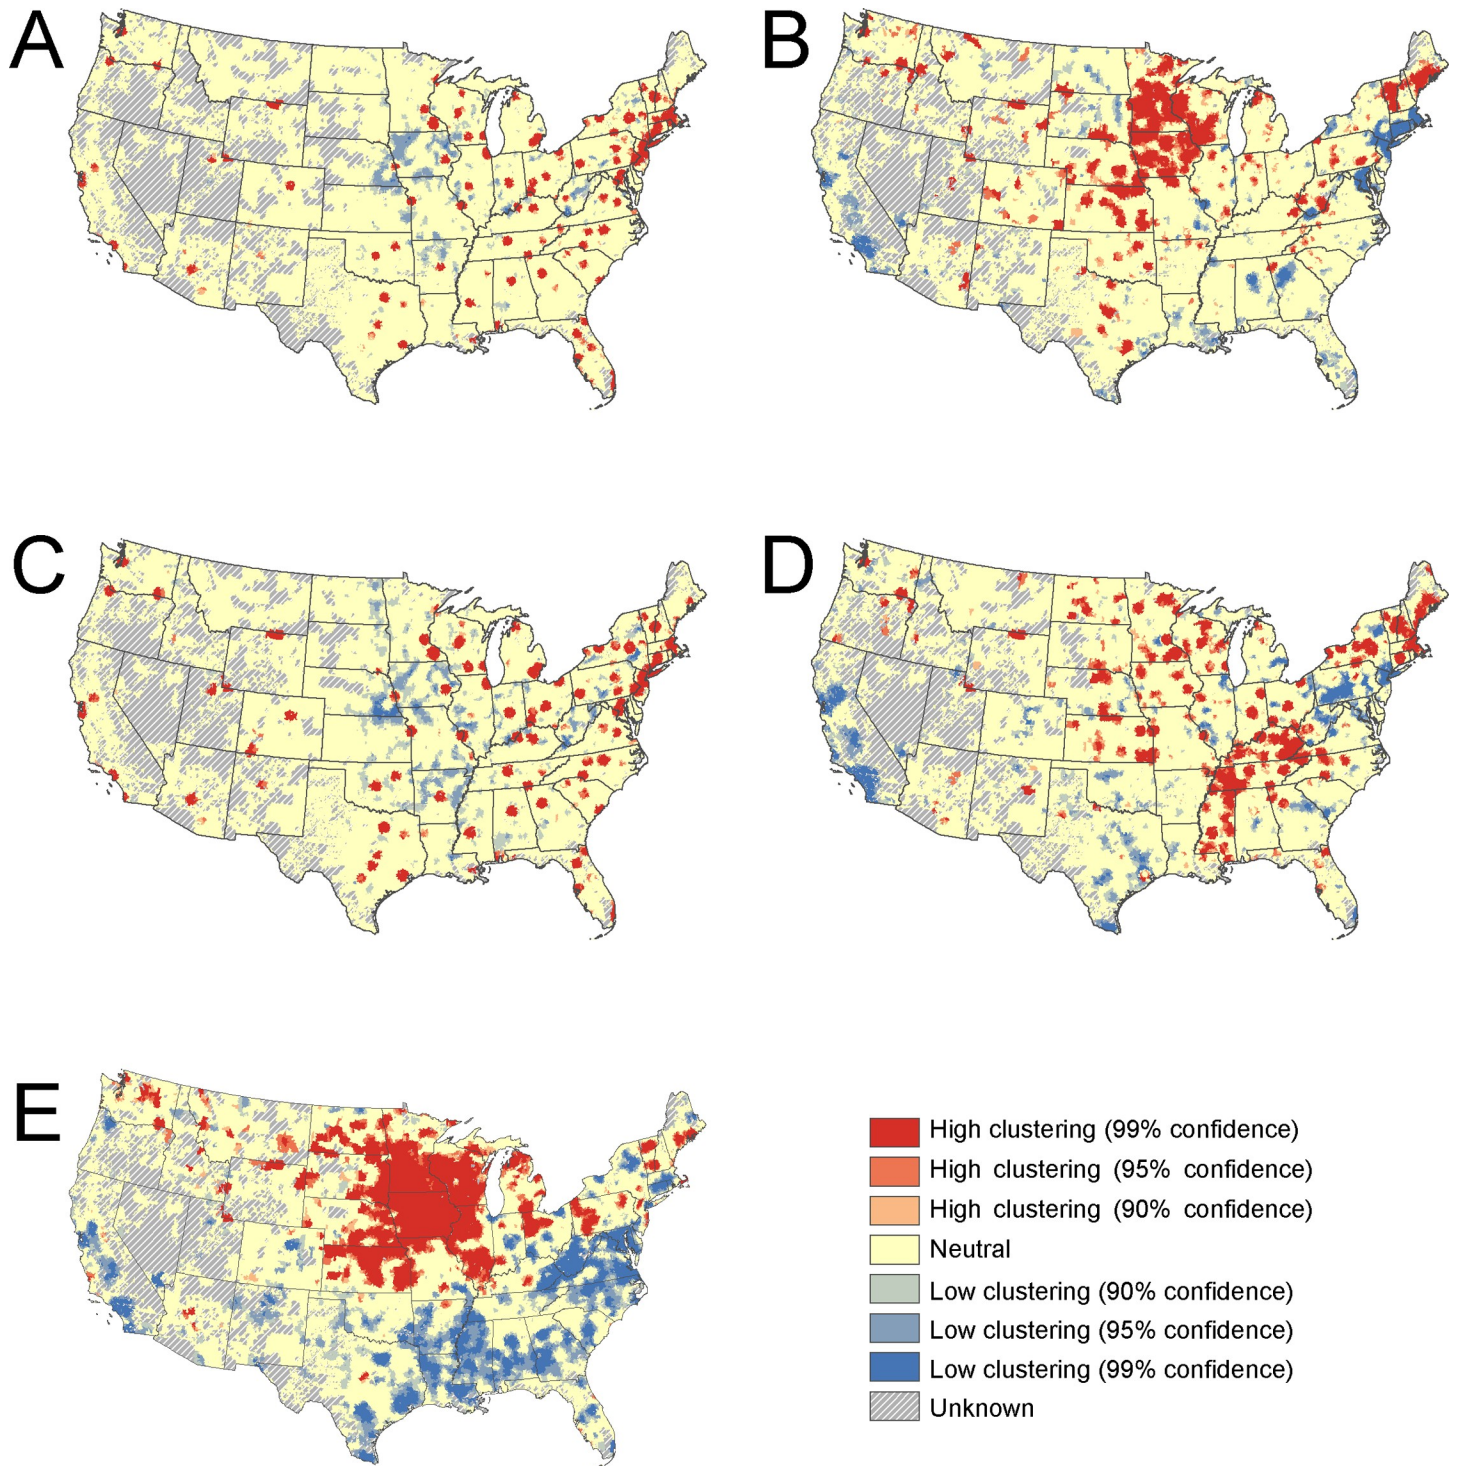 A
B
C
D
E
High clustering (99% confidence)
High clustering (95% confidence)
High clustering (90% confidence)
Neutral
Low clustering (90% confidence)
Low clustering (95% confidence)
Low clustering (99% confidence)
Unknown